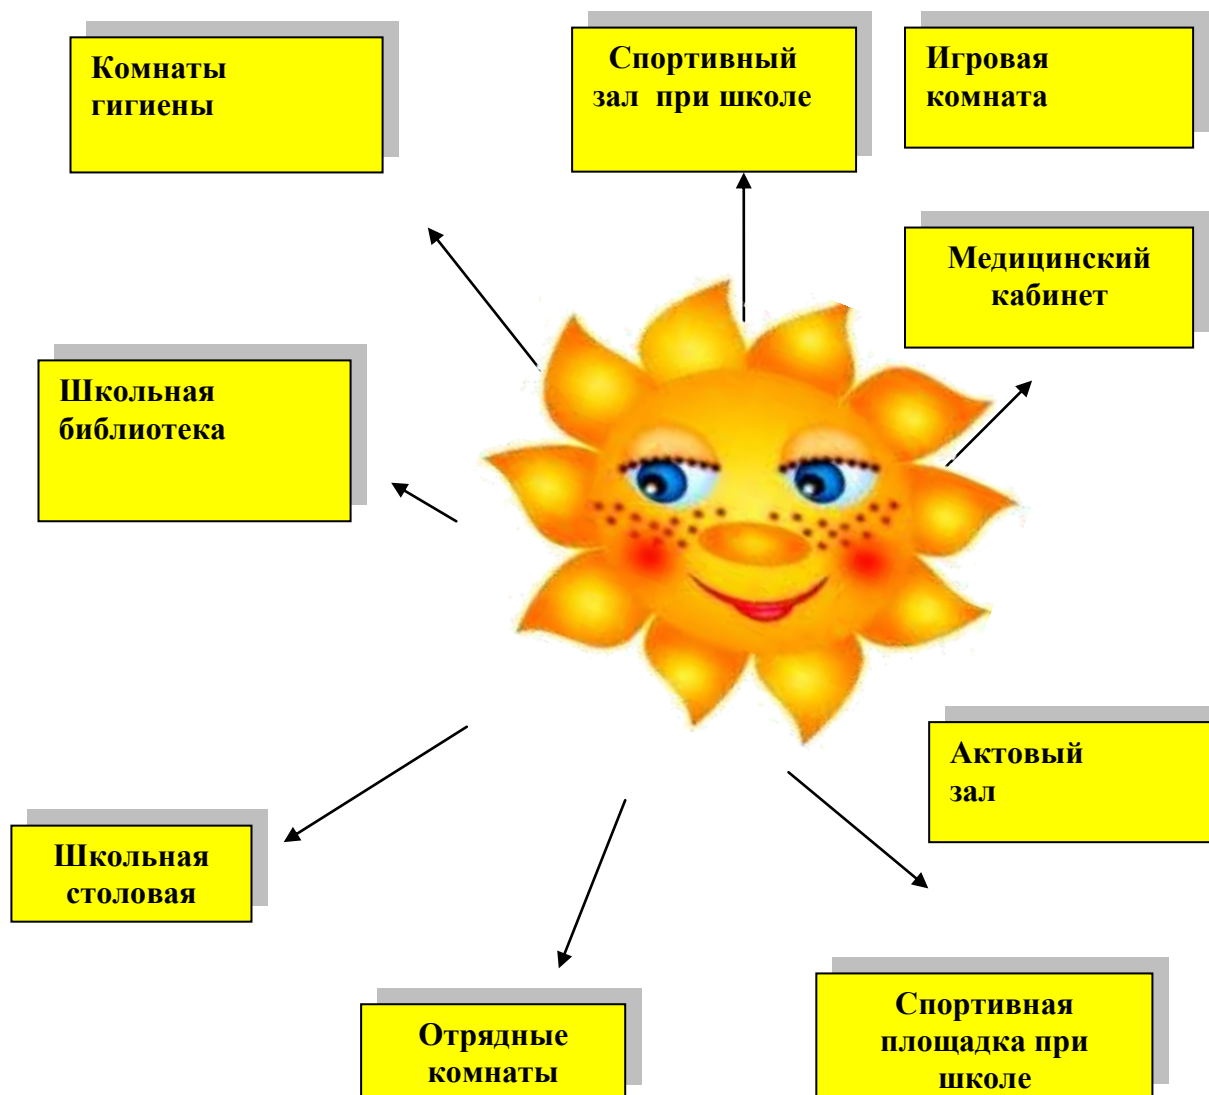 Комнаты
гигиены
Спортивный
зал при школе
Игровая
комната
Медицинский
кабинет
Школьная
библиотека
Актовый
зал
Школьная
столовая
Отрядные
комнаты
Спортивная
площадка при
школе